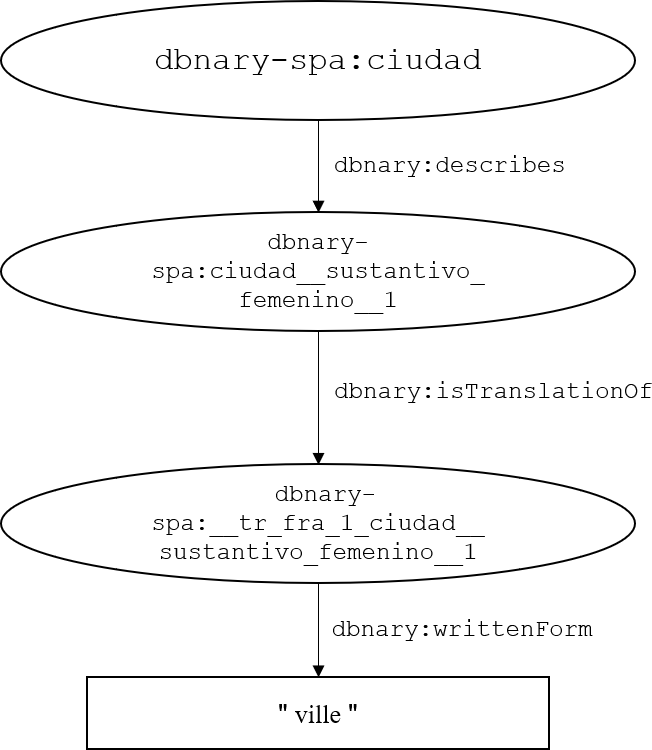 dbnary-spa:ciudad
dbnary:describes
dbnary-
spa:ciudad__sustantivo_
femenino__1
dbnary:isTranslationOf
dbnary-
spa:__tr_fra_1_ciudad__
sustantivo_femenino__1
dbnary:writtenForm
" ville "